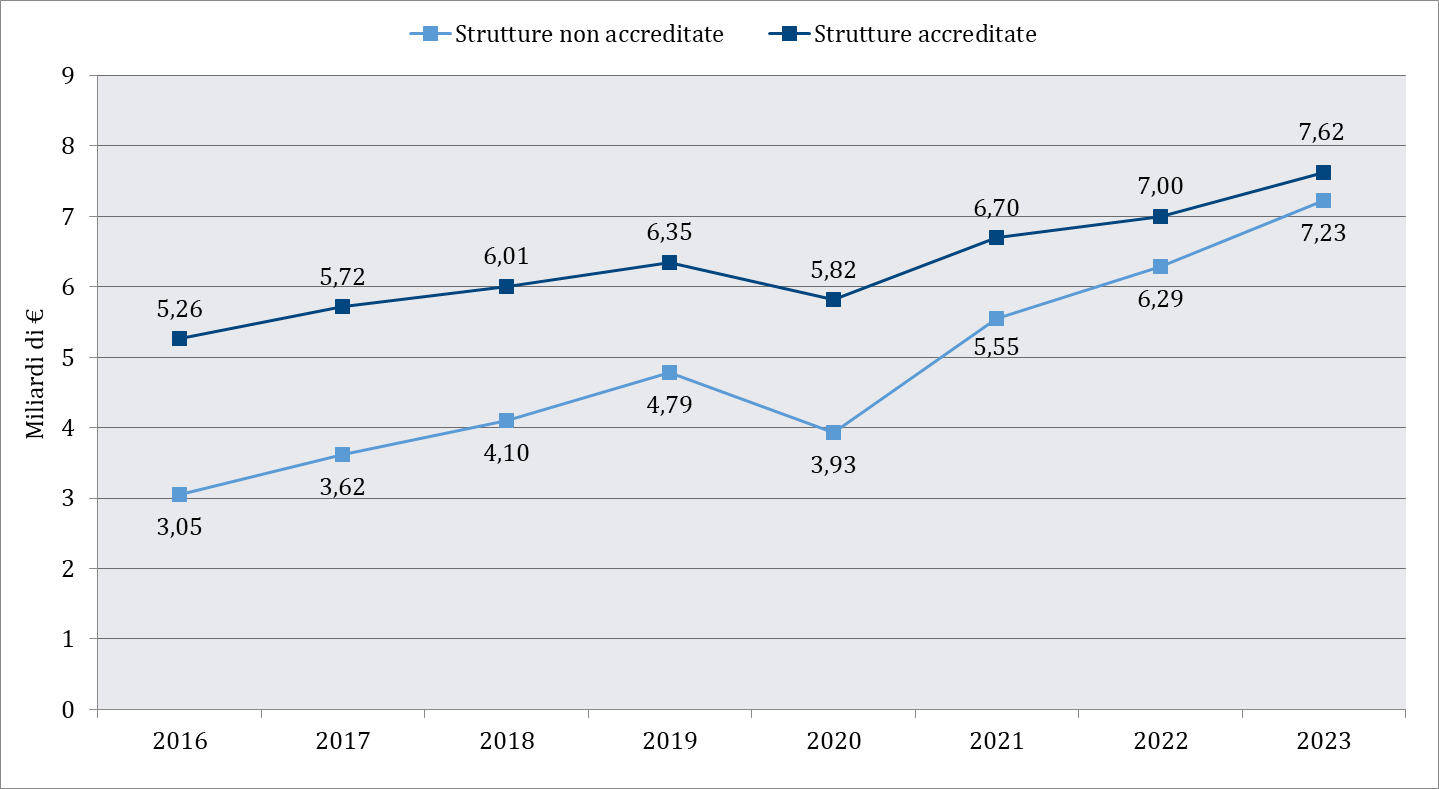 Strutture non accreditate Strutture accreditate
9
8
7
6
5
4
3
2
1
0
Miliardi di €
5,26 5,72 6,01 6,35 5,82 6,70 7,00 7,62
3,05 3,62 4,10 4,79 3,93 5,55 6,29 7,23
2016 2017 2018 2019 2020 2021 2022 2023